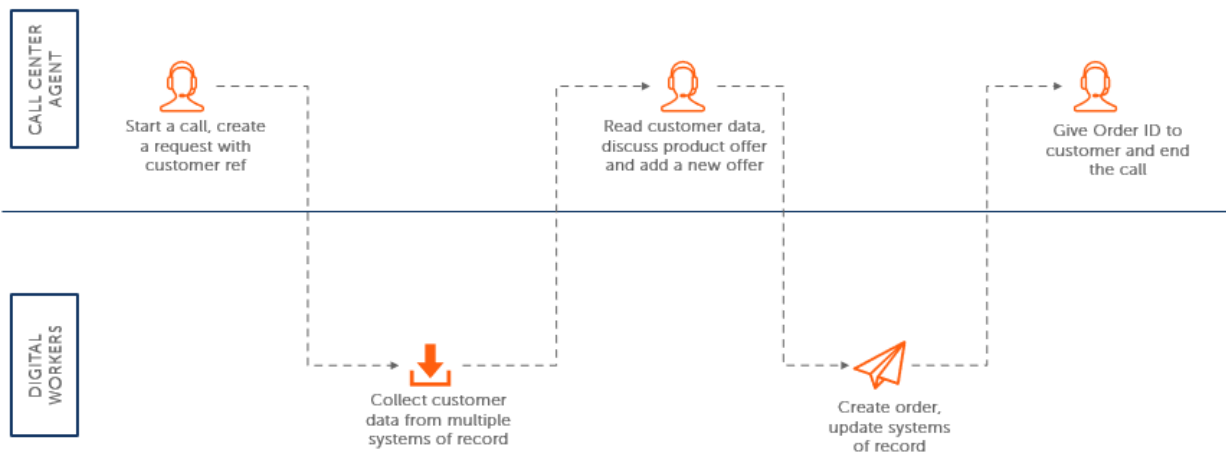 CALL CENTER
AGENT
Start a call, create
a request with
customer ref
Read customer data,
discuss product offer
and add a new offer
Give Order ID to
customer and end
the call
DIGITAL
WORKERS
Collect customer
data from multiple
systems of record
Create order,
update systems
of record